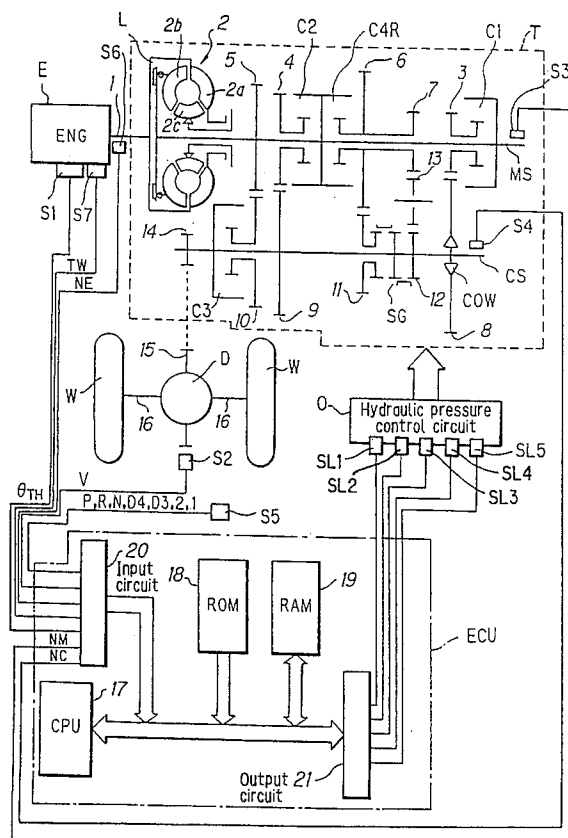 L
2b
2
5
4
C2
C4R
6
T
S6
C1
E
1
2a
7
3
S3
2c
ENG
13
MS
S1
S7
14
S4
TW
NE
CS
C3
10
9
11
SG
12
COW
8
15
D
W
W
O
Hydraulic pressure
control circuit
16
16
SL1
SL5
SL2
SL4
SL3
S2
V
θTH
P,R,N,D4,D3,2,1
S5
20
Input
circuit
18
ROM
RAM
19
ECU
NM
NC
17
CPU
Output
circuit
21